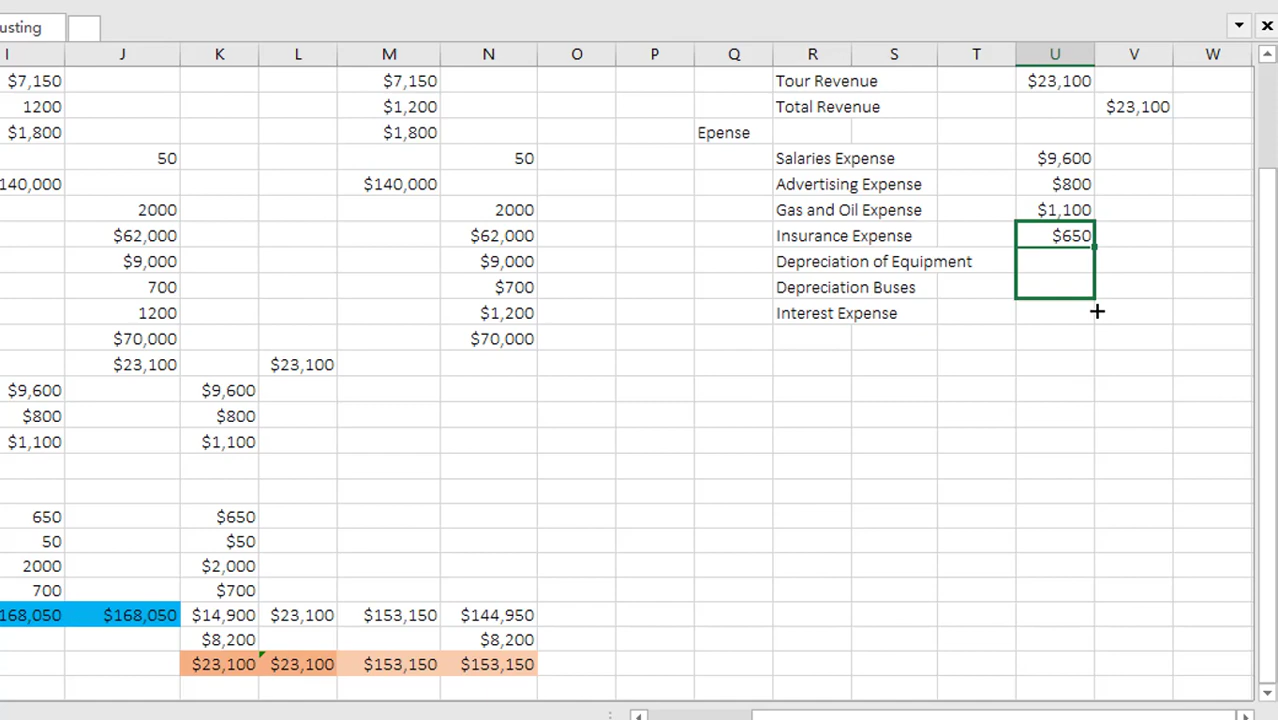 usting
I J K L M N O P Q R S T U V W
$7,150 $7,150 Tour Revenue $23,100
1200 $1,200 Total Revenue $23,100
$1,800 $1,800 Epense
50 50 Salaries Expense $9,600
140,000 $140,000 Advertising Expense $800
2000 2000 Gas and Oil Expense $1,100
$62,000 $62,000 Insurance Expense $650
$9,000 $9,000 Depreciation of Equipment
700 $700 Depreciation Buses
1200 $1,200 Interest Expense
$70,000 $70,000
$23,100 $23,100
$9,600 $9,600
$800 $800
$1,100 $1,100
650 $650
50 $50
2000 $2,000
700 $700
168,050 $168,050 $14,900 $23,100 $153,150 $144,950
$8,200 $8,200
$23,100 $23,100 $153,150 $153,150